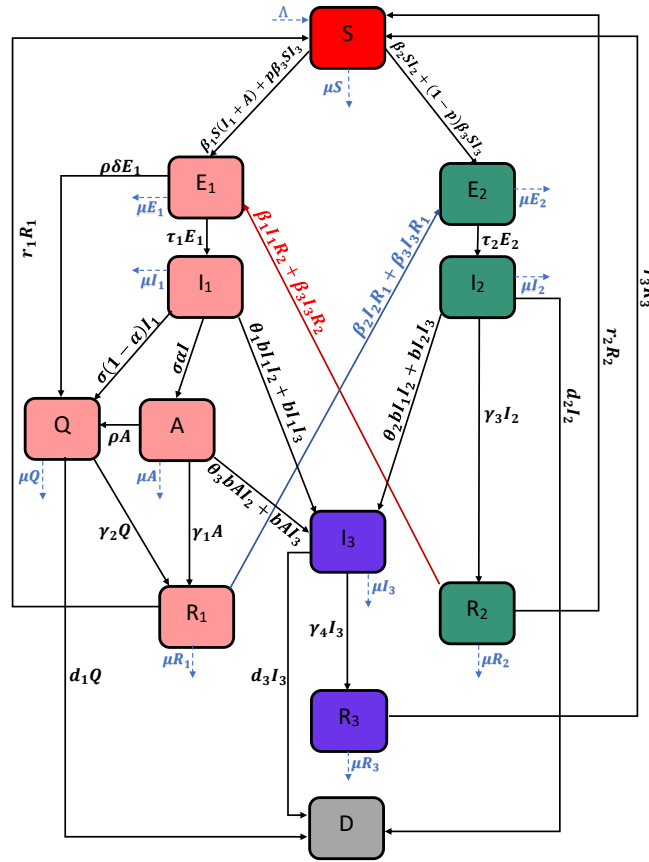 Λ
S
μS
β₁S(I₁ + A) + pβ₃SI₃
β₂SI₂ + (1 − p)β₃SI₃
ρδE₁
E₁
μE₁
E₂
μE₂
r₁R₁
τ₁E₁
τ₂E₂
β₁I₁R₂ + β₃I₃R₂
β₂I₂R₁ + β₃I₃R₁
I₁
μI₁
I₂
μI₂
r₃R₃
r₂R₂
σ(1 − α)I₁
σαI
θ₁bI₁I₂ + bI₁I₃
θ₂bI₁I₂ + bI₂I₃
γ₃I₂
d₂I₂
Q
ρA
A
μQ
μA
θ₃bAI₂ + bAI₃
γ₂Q
γ₁A
I₃
μI₃
R₁
μR₁
R₂
μR₂
γ₄I₃
d₁Q
d₃I₃
R₃
μR₃
D